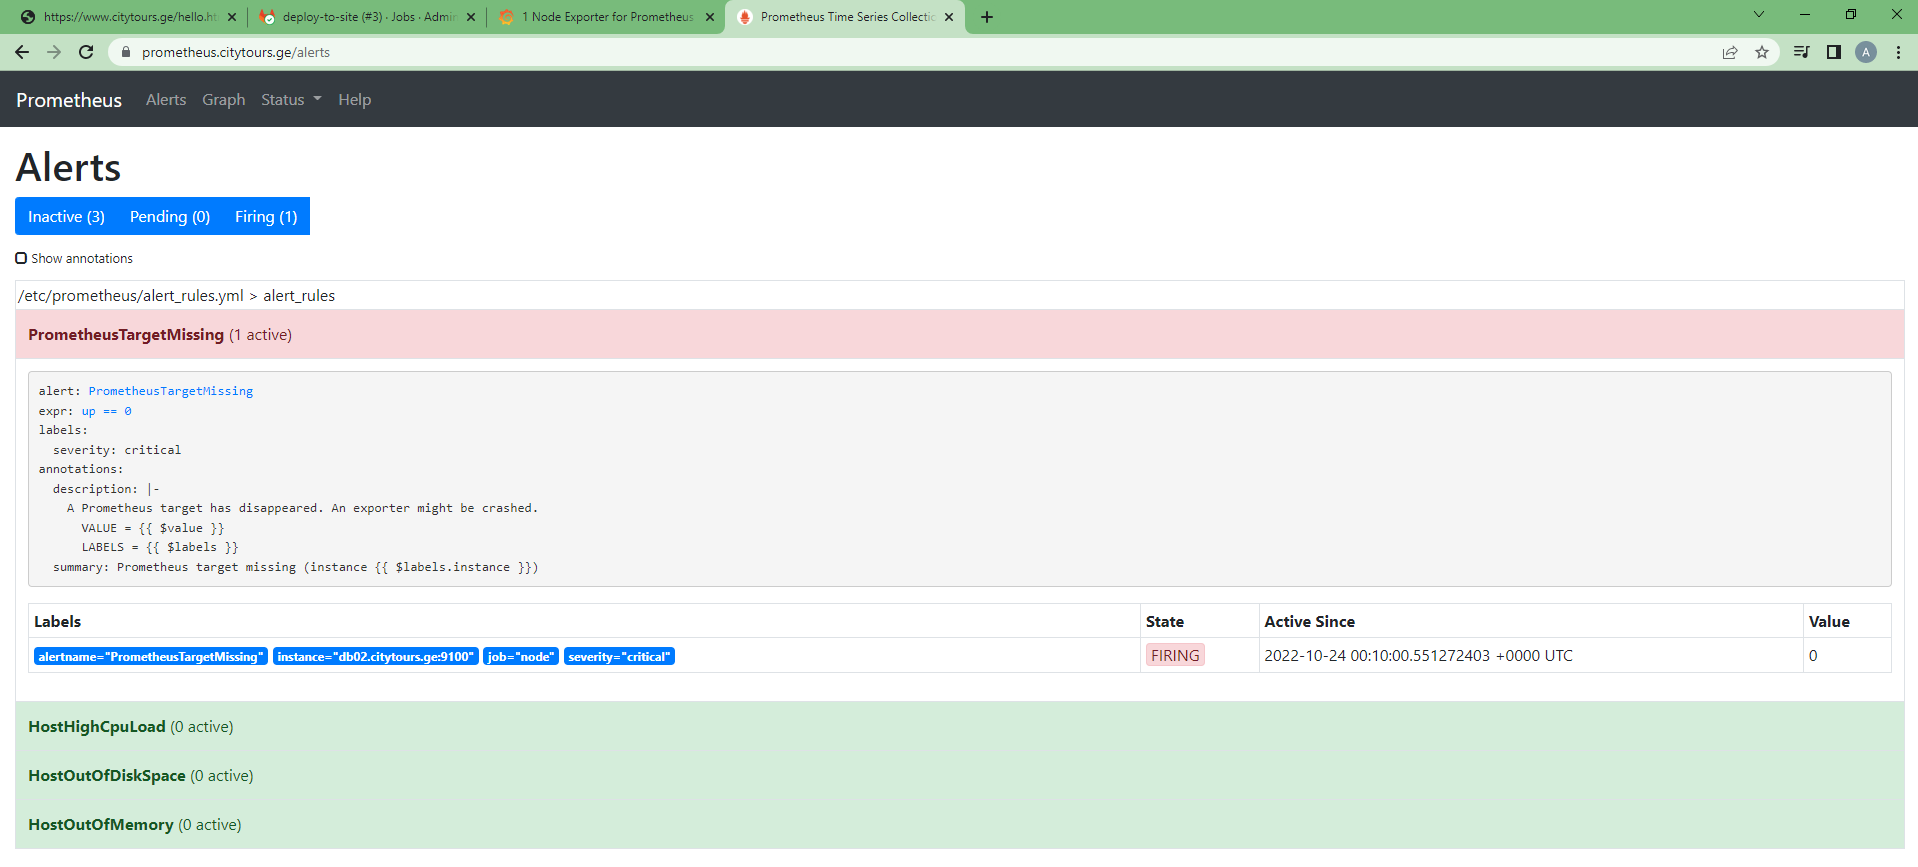 https://www.citytours.ge/hello.ht
deploy-to-site (#3) · Jobs · Admin
1 Node Exporter for Prometheus
Prometheus Time Series Collectio
prometheus.citytours.ge/alerts
A
Prometheus Alerts Graph Status Help
Alerts
Inactive (3) Pending (0) Firing (1)
Show annotations
/etc/prometheus/alert_rules.yml > alert_rules
PrometheusTargetMissing (1 active)
alert: PrometheusTargetMissing
expr: up == 0
labels:
severity: critical
annotations:
description: |-
A Prometheus target has disappeared. An exporter might be crashed.
VALUE = {{ $value }}
LABELS = {{ $labels }}
summary: Prometheus target missing (instance {{ $labels.instance }})
Labels State Active Since Value
alertname="PrometheusTargetMissing" instance="db02.citytours.ge:9100" job="node" severity="critical" FIRING 2022-10-24 00:10:00.551272403 +0000 UTC 0
HostHighCpuLoad (0 active)
HostOutOfDiskSpace (0 active)
HostOutOfMemory (0 active)